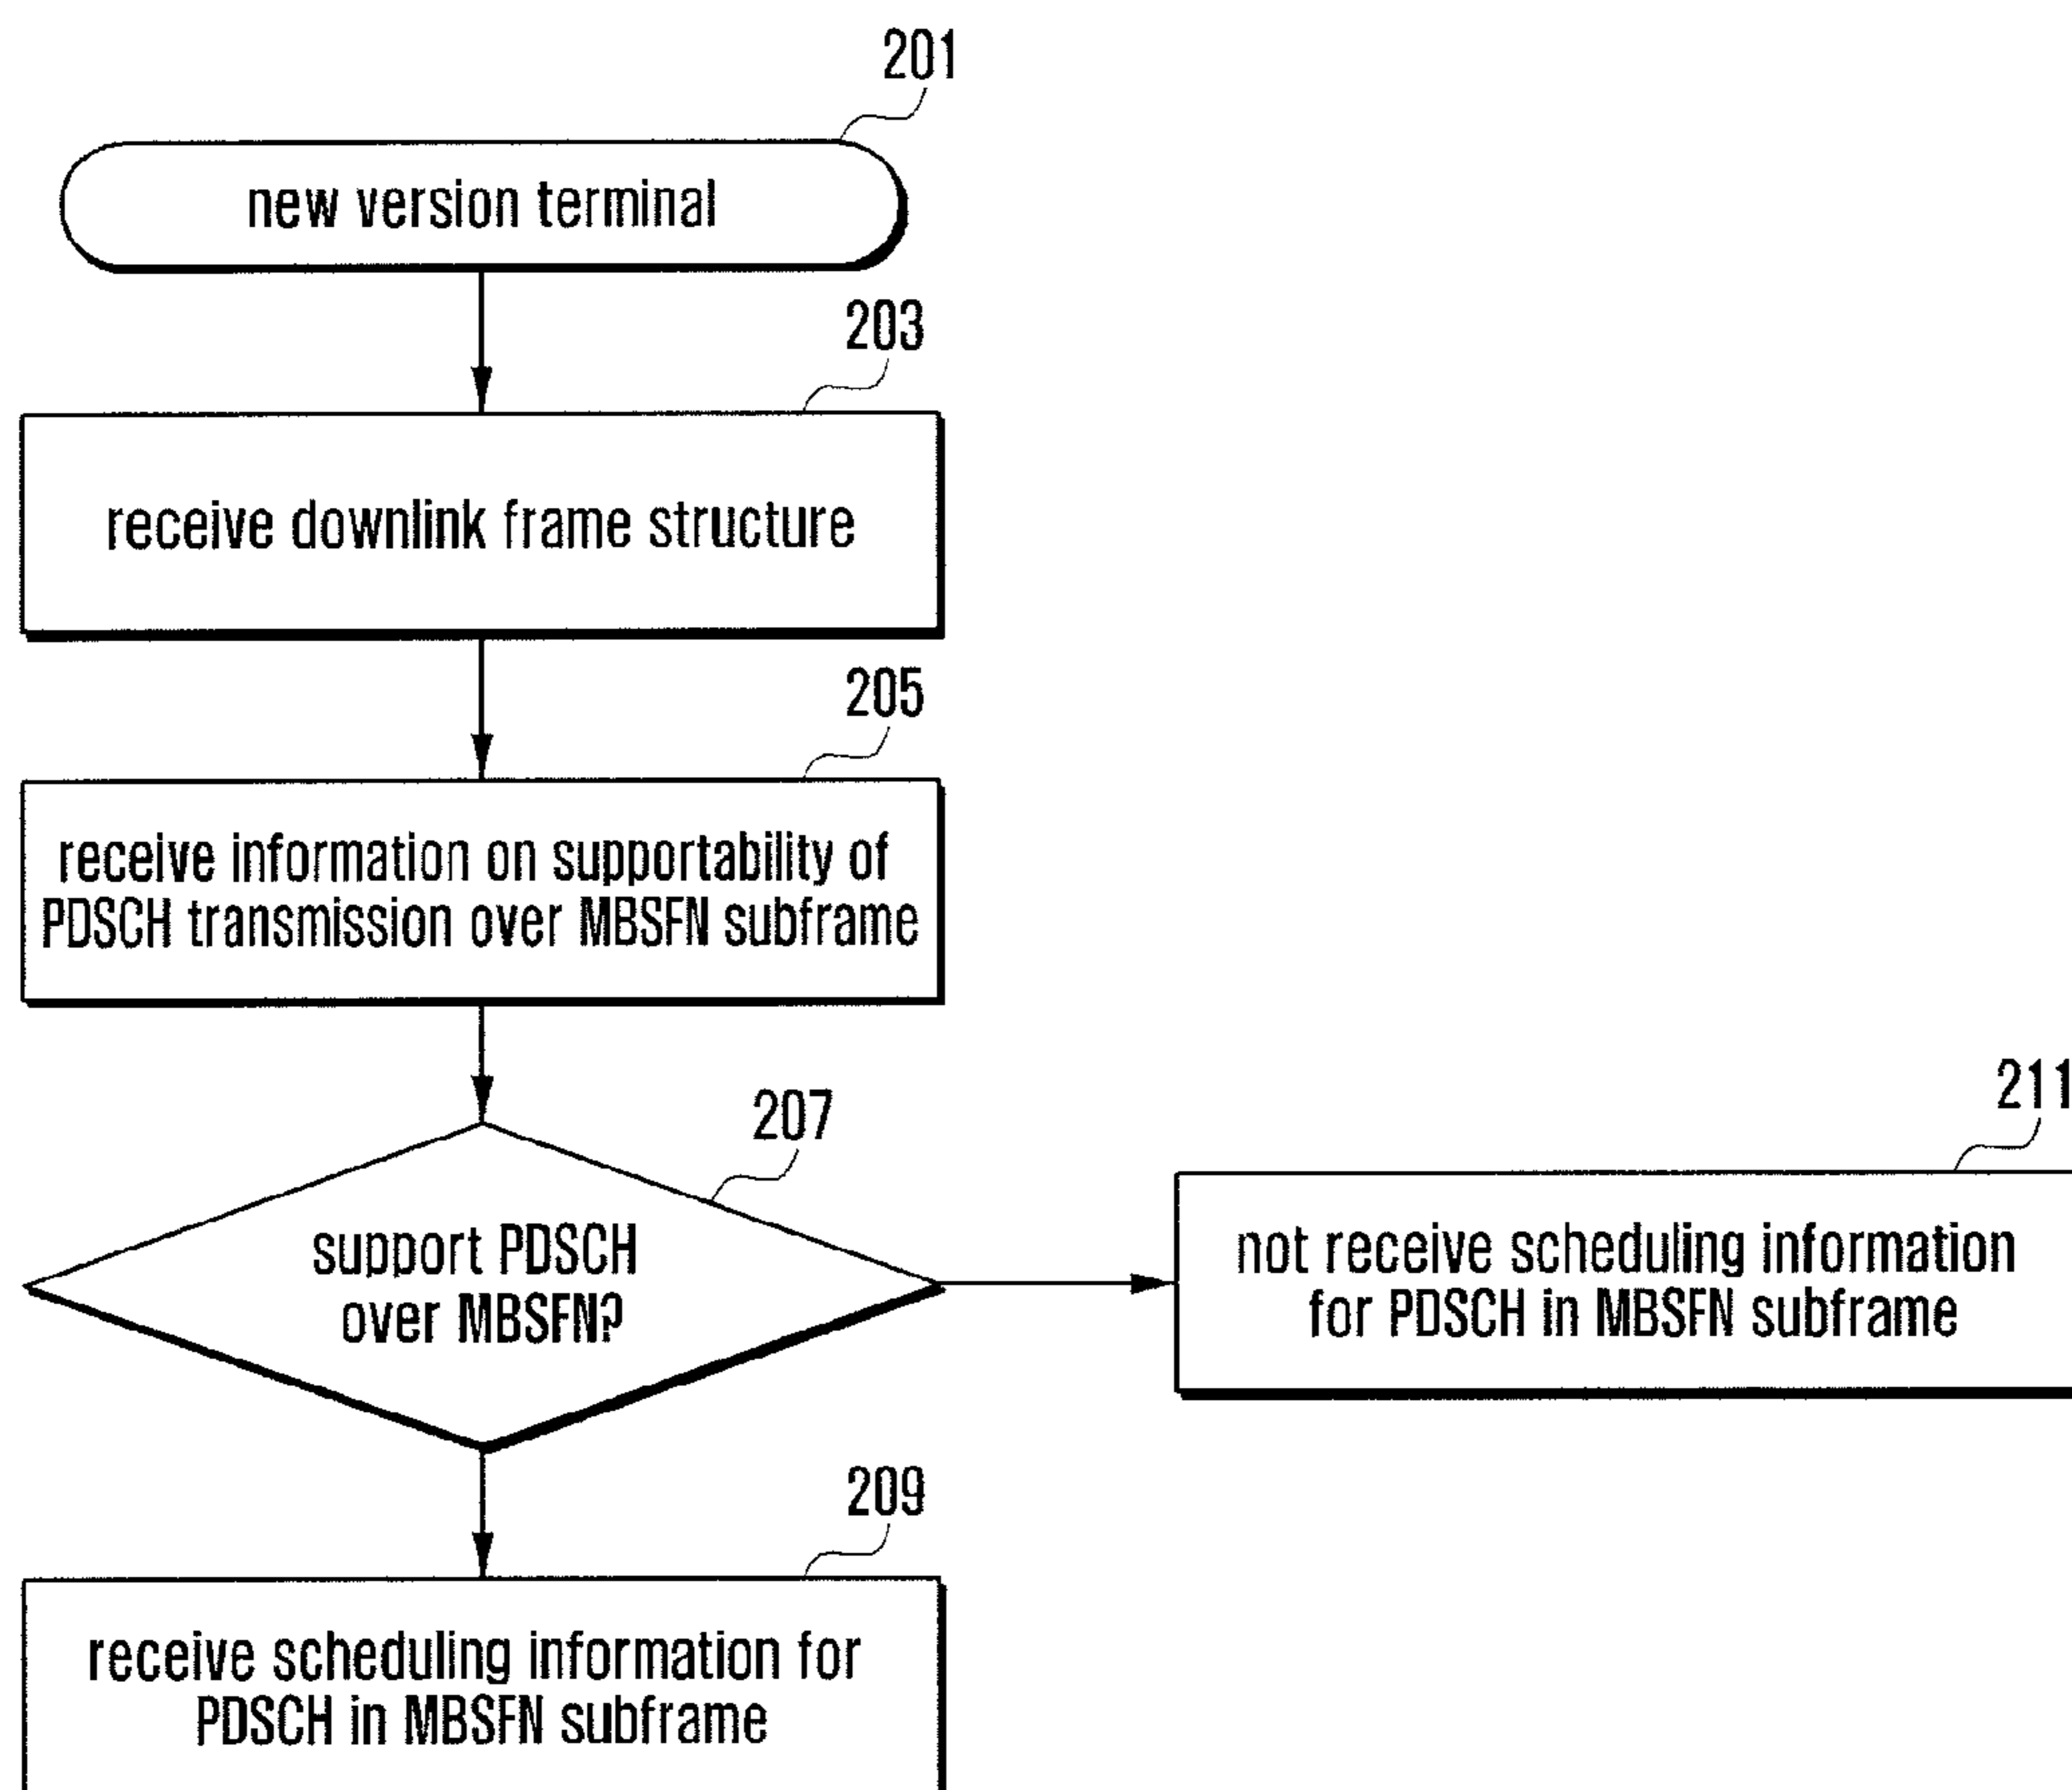 201
new version terminal
203
receive downlink frame structure
205
receive information on supportability of
PDSCH transmission over MBSFN subframe
207
support PDSCH
over MBSFN?
211
not receive scheduling information
for PDSCH in MBSFN subframe
209
receive scheduling information for
PDSCH in MBSFN subframe